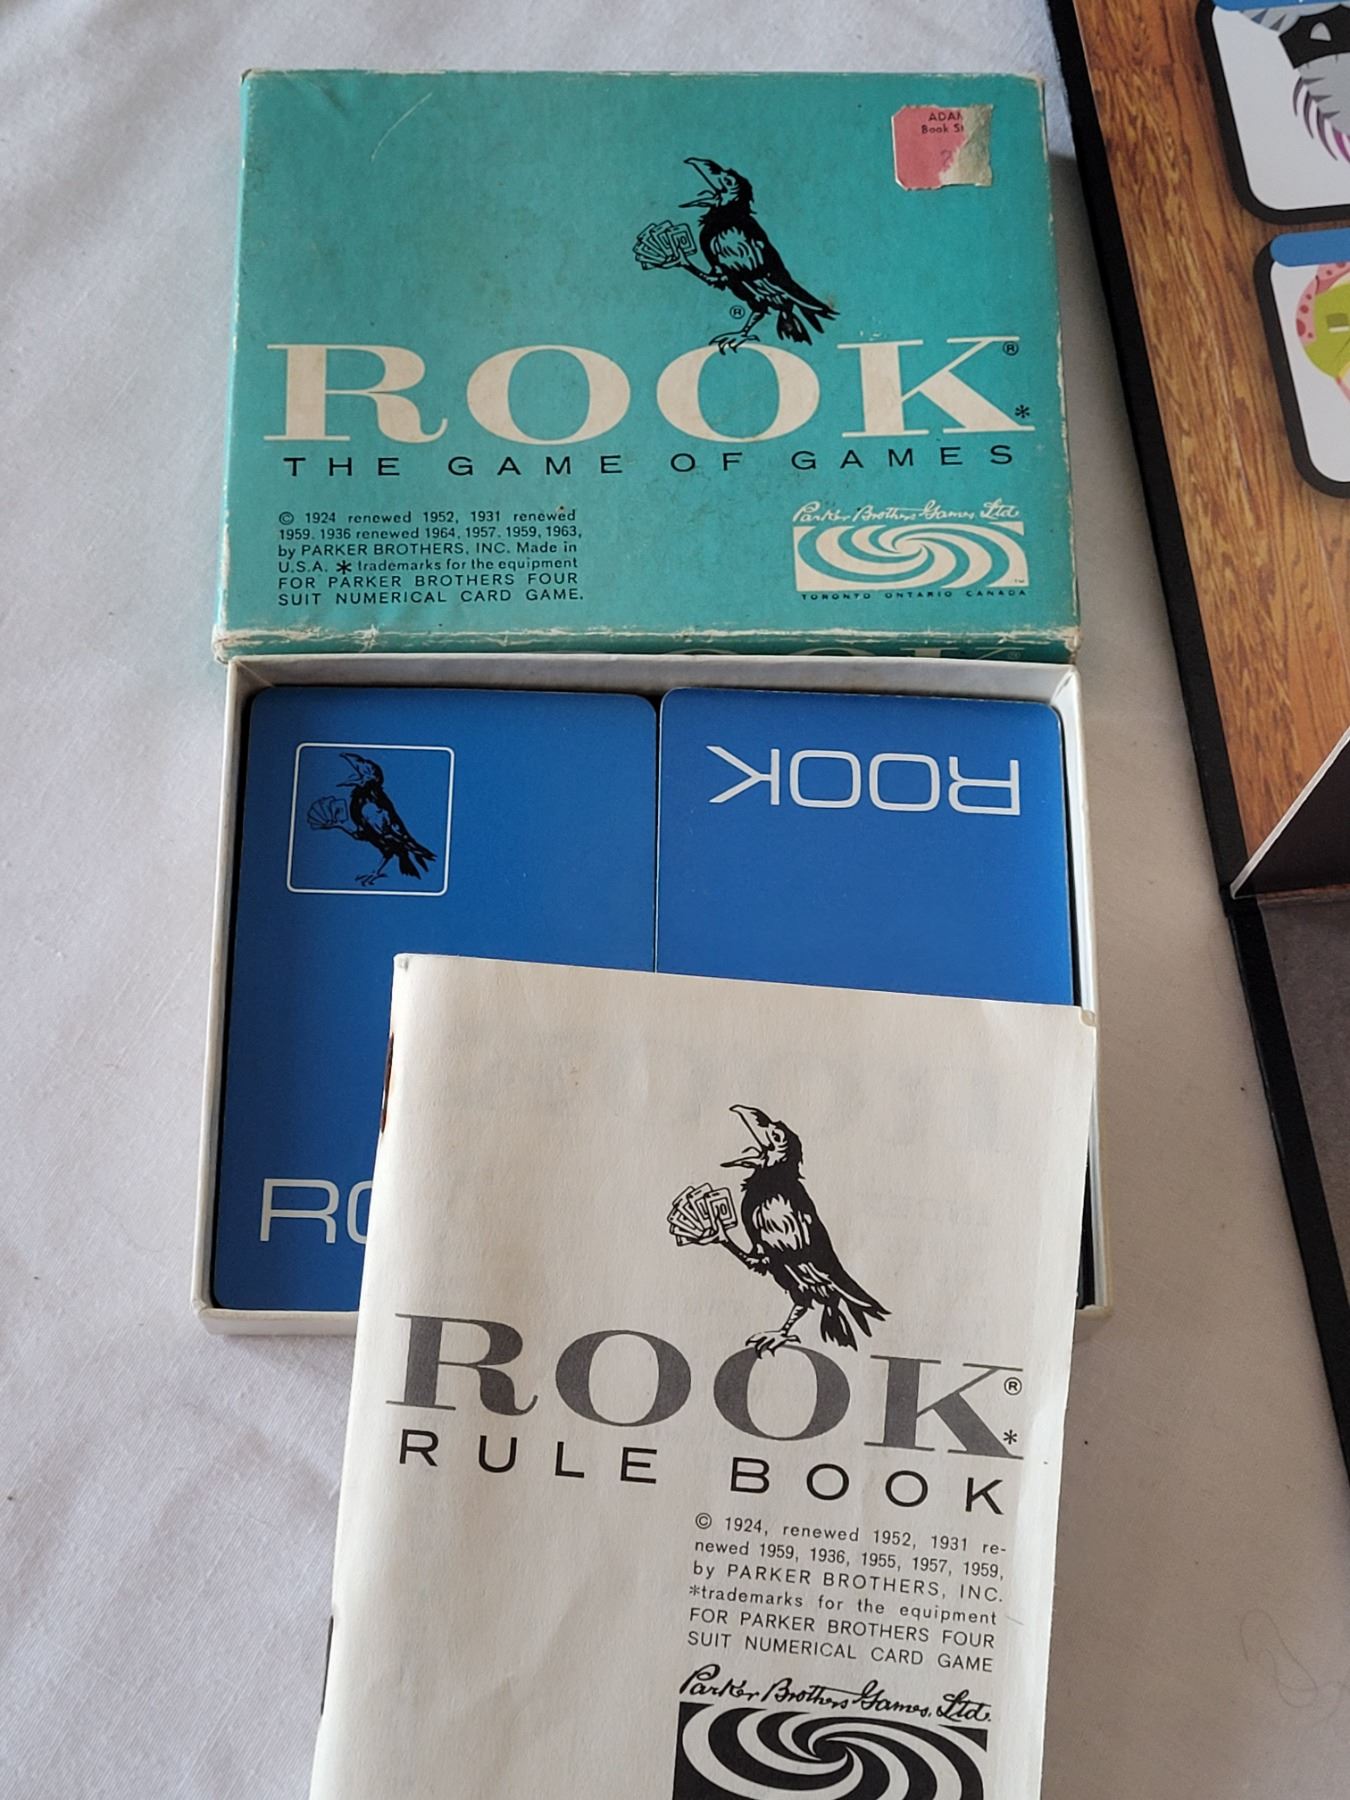 ADAM
Book St
®
ROOK®
*
THE GAME OF GAMES
© 1924 renewed 1952, 1931 renewed
1959. 1936 renewed 1964, 1957. 1959, 1963,
by PARKER BROTHERS, INC. Made in
U.S.A. * trademarks for the equipment
FOR PARKER BROTHERS FOUR
SUIT NUMERICAL CARD GAME.
Parker Brothers Games, Ltd.
TM
TORONTO ONTARIO CANADA
ROOK
RO
ROOK®
*
RULE BOOK
© 1924, renewed 1952, 1931 re-
newed 1959, 1936, 1955, 1957, 1959,
by PARKER BROTHERS, INC.
*trademarks for the equipment
FOR PARKER BROTHERS FOUR
SUIT NUMERICAL CARD GAME
Parker Brothers Games, Ltd.